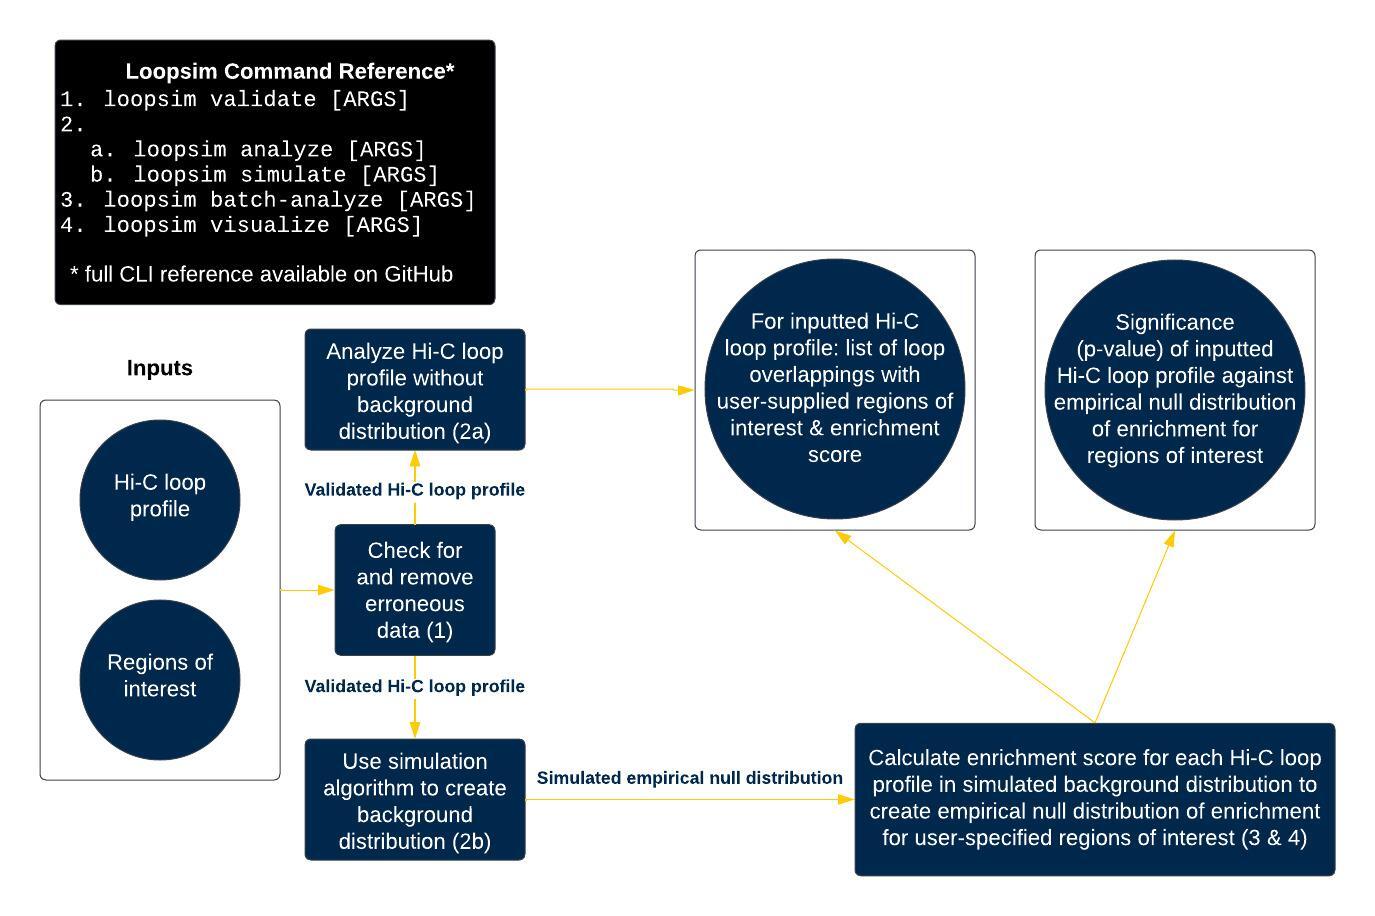 Loopsim Command Reference*
1. loopsim validate [ARGS]
2.
a. loopsim analyze [ARGS]
b. loopsim simulate [ARGS]
3. loopsim batch-analyze [ARGS]
4. loopsim visualize [ARGS]
* full CLI reference available on GitHub
Inputs
Hi-C loop
profile
Regions of
interest
Analyze Hi-C loop
profile without
background
distribution (2a)
Validated Hi-C loop profile
Check for
and remove
erroneous
data (1)
Validated Hi-C loop profile
Use simulation
algorithm to create
background
distribution (2b)
Simulated empirical null distribution
For inputted Hi-C
loop profile: list of loop
overlappings with
user-supplied regions of
interest & enrichment
score
Significance
(p-value) of inputted
Hi-C loop profile against
empirical null distribution
of enrichment for
regions of interest
Calculate enrichment score for each Hi-C loop
profile in simulated background distribution to
create empirical null distribution of enrichment
for user-specified regions of interest (3 & 4)